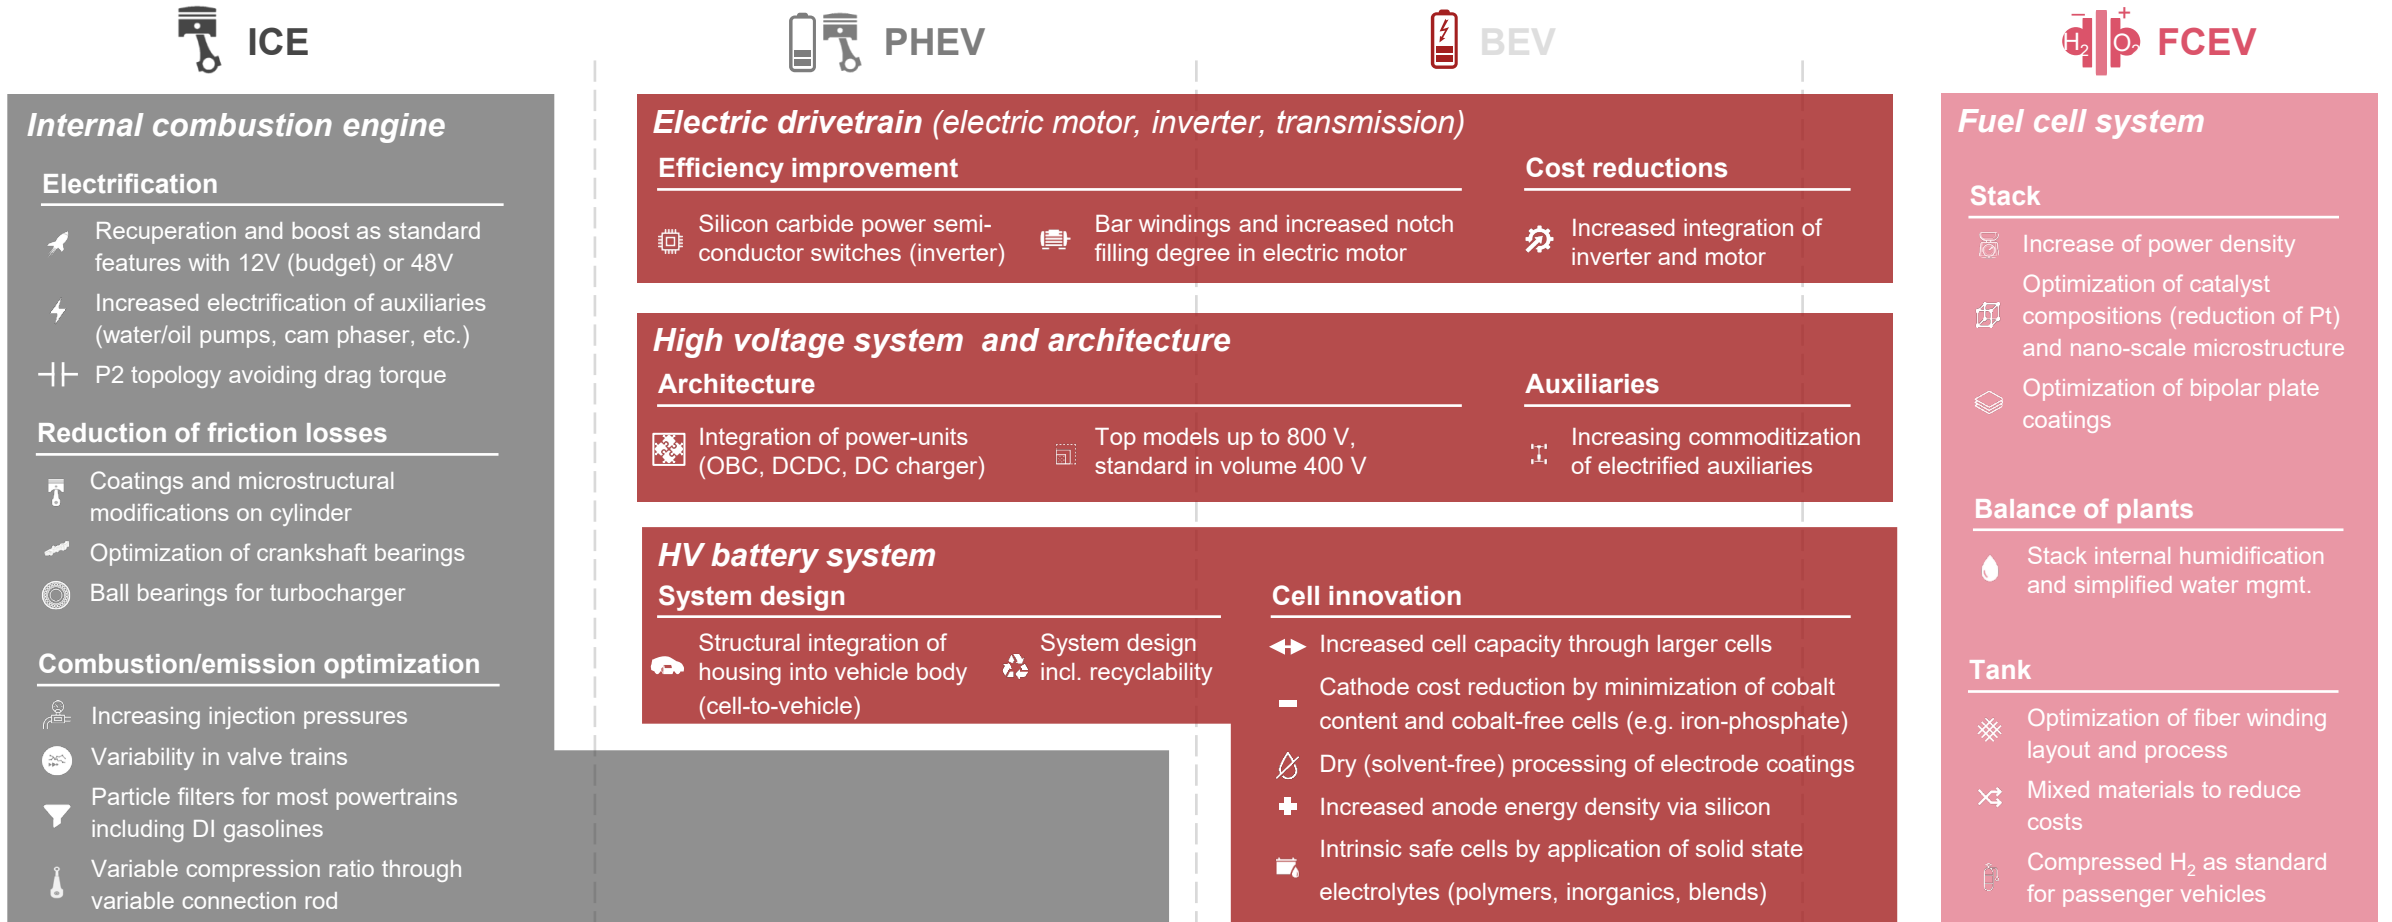 ICE
PHEV
BEV
− +
H2 O2
FCEV
Internal combustion engine
Electrification
Recuperation and boost as standard
features with 12V (budget) or 48V
Increased electrification of auxiliaries
(water/oil pumps, cam phaser, etc.)
P2 topology avoiding drag torque
Reduction of friction losses
Coatings and microstructural
modifications on cylinder
Optimization of crankshaft bearings
Ball bearings for turbocharger
Combustion/emission optimization
Increasing injection pressures
Variability in valve trains
Particle filters for most powertrains
including DI gasolines
Variable compression ratio through
variable connection rod
Electric drivetrain (electric motor, inverter, transmission)
Efficiency improvement
Silicon carbide power semi-
conductor switches (inverter)
Bar windings and increased notch
filling degree in electric motor
Cost reductions
Increased integration of
inverter and motor
High voltage system and architecture
Architecture
Integration of power-units
(OBC, DCDC, DC charger)
Top models up to 800 V,
standard in volume 400 V
Auxiliaries
Increasing commoditization
of electrified auxiliaries
HV battery system
System design
Structural integration of
housing into vehicle body
(cell-to-vehicle)
System design
incl. recyclability
Cell innovation
Increased cell capacity through larger cells
Cathode cost reduction by minimization of cobalt
content and cobalt-free cells (e.g. iron-phosphate)
Dry (solvent-free) processing of electrode coatings
Increased anode energy density via silicon
Intrinsic safe cells by application of solid state
electrolytes (polymers, inorganics, blends)
Fuel cell system
Stack
Increase of power density
Optimization of catalyst
compositions (reduction of Pt)
and nano-scale microstructure
Optimization of bipolar plate
coatings
Balance of plants
Stack internal humidification
and simplified water mgmt.
Tank
Optimization of fiber winding
layout and process
Mixed materials to reduce
costs
Compressed H2 as standard
for passenger vehicles